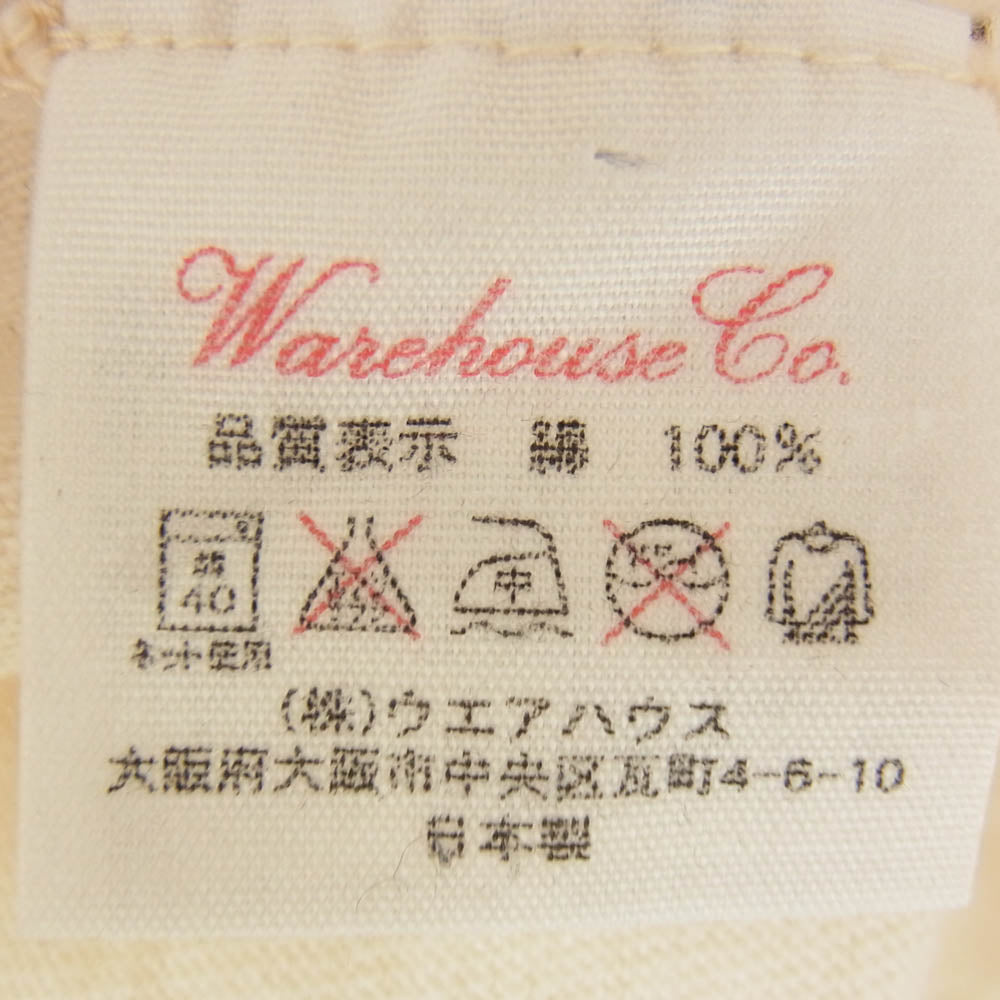 Warehouse Co.
品質表示 綿 100%
40
中
ネット使用
(株)ウエアハウス
大阪府大阪市中央区瓦町4-6-10
日本製